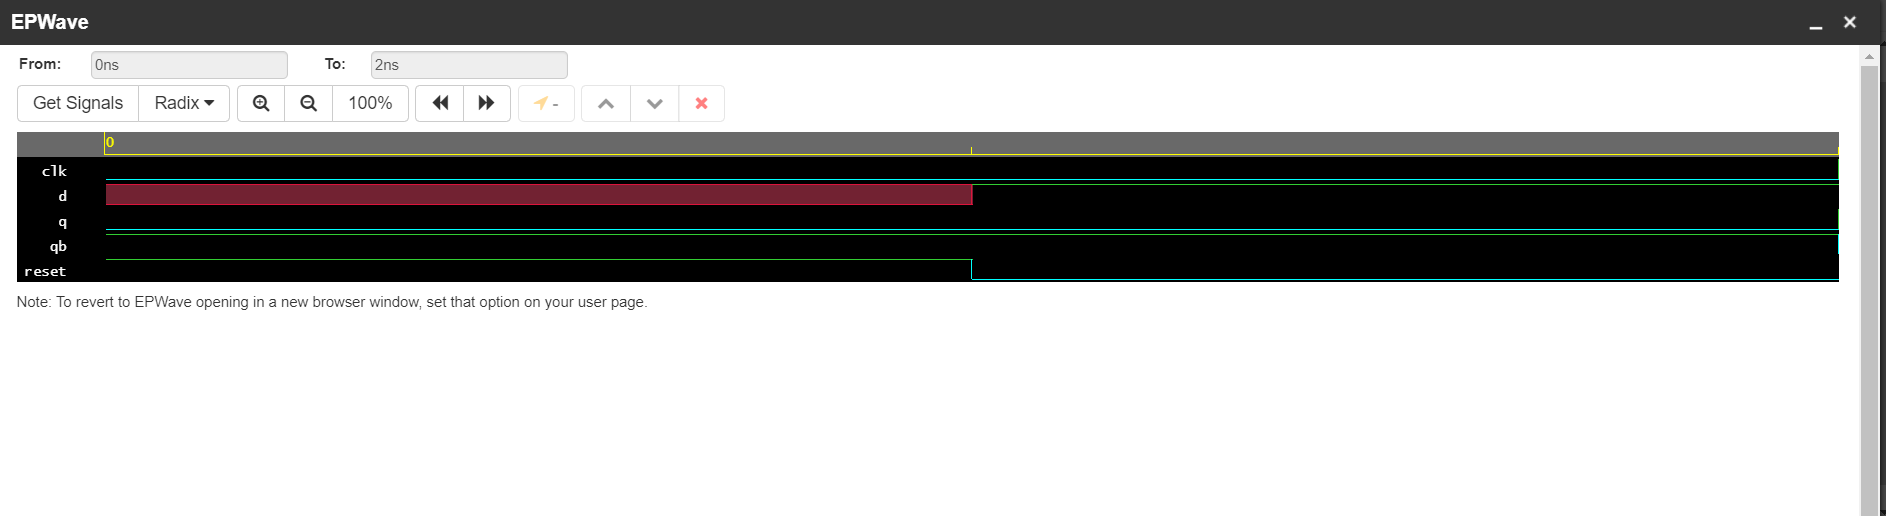 EPWave
From: 0ns To: 2ns
Get Signals Radix 100% -
0
clk
d
q
qb
reset
Note: To revert to EPWave opening in a new browser window, set that option on your user page.